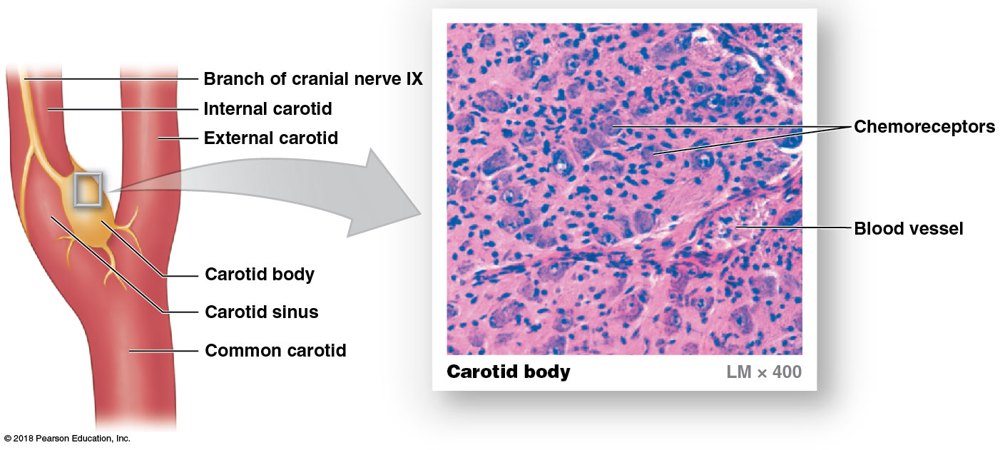 Branch of cranial nerve IX
Internal carotid
External carotid
Carotid body
Carotid sinus
Common carotid
Chemoreceptors
Blood vessel
Carotid body LM × 400
© 2018 Pearson Education, Inc.